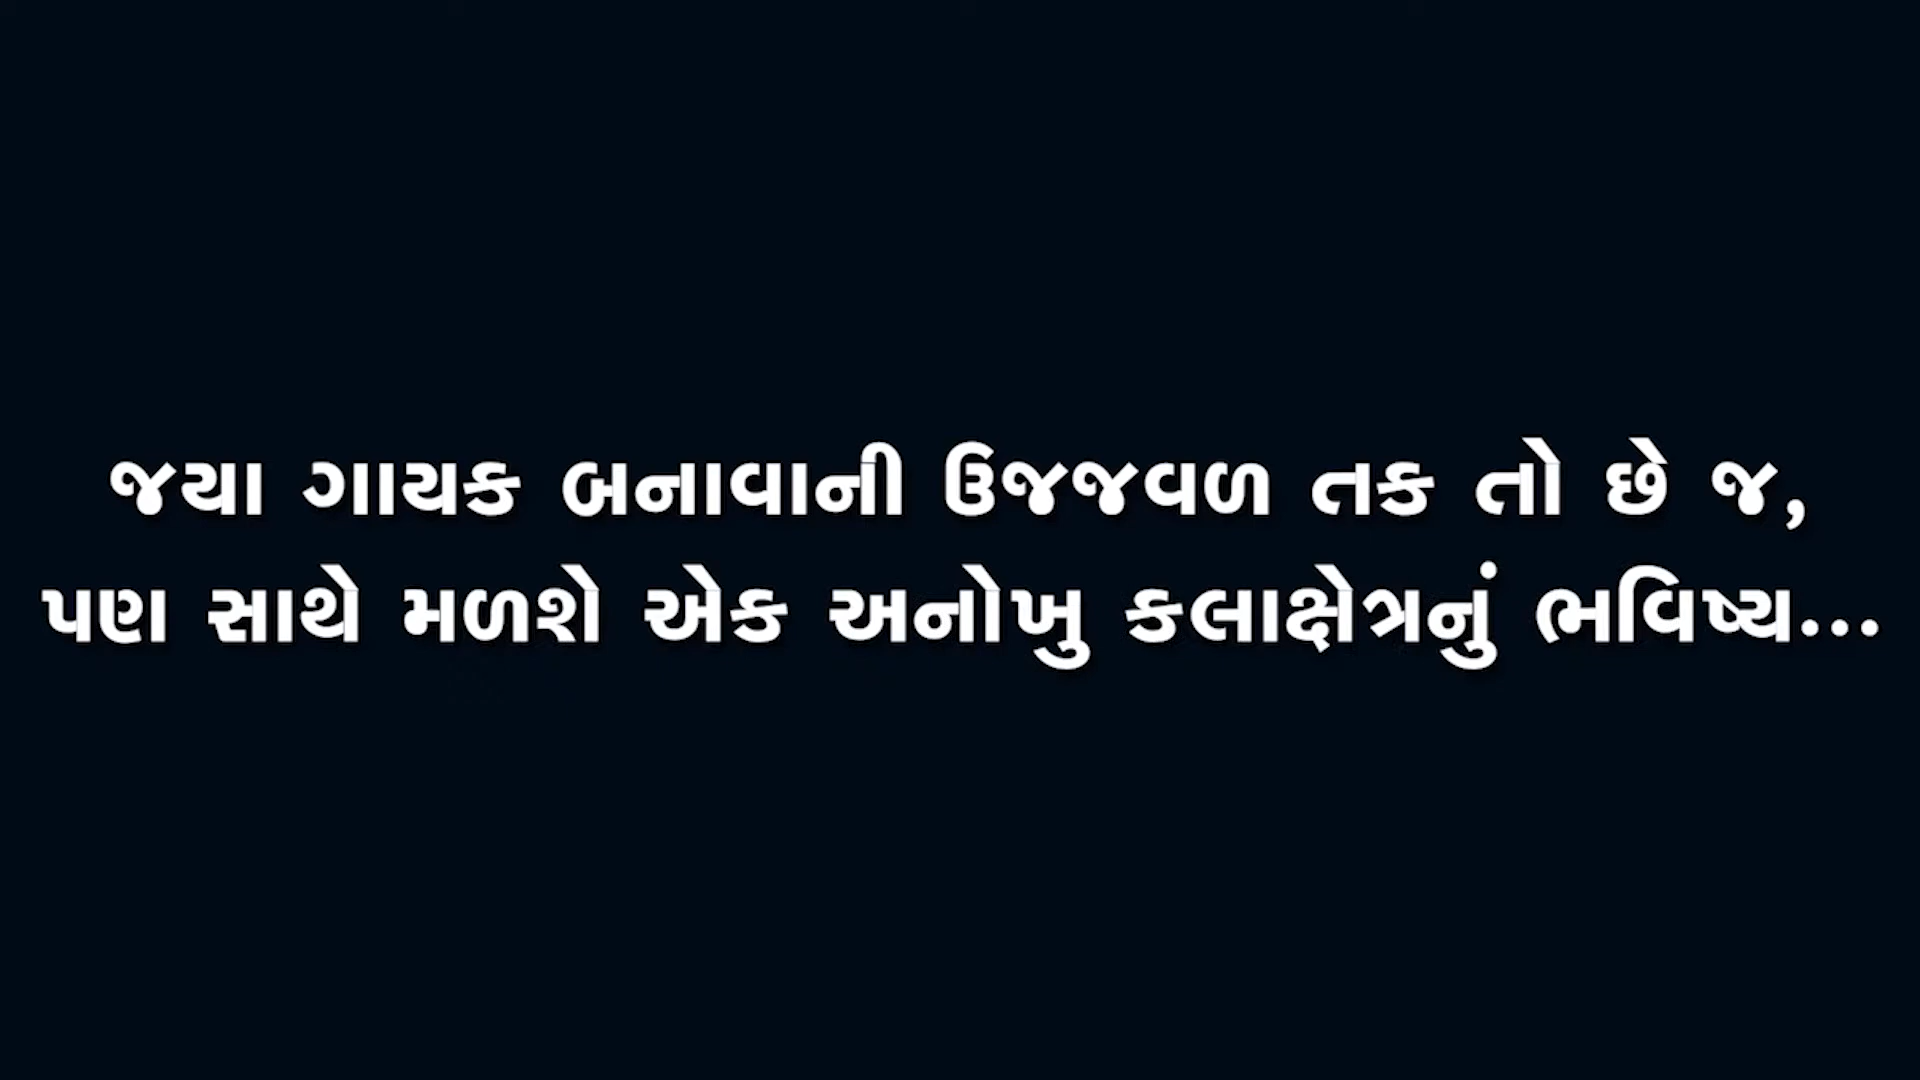 જયા ગાયક બનાવાની ઉજજવળ તક તો છે જ,
પણ સાથે મળશે એક અનોખુ કલાક્ષેત્રનું ભવિષ્ય...